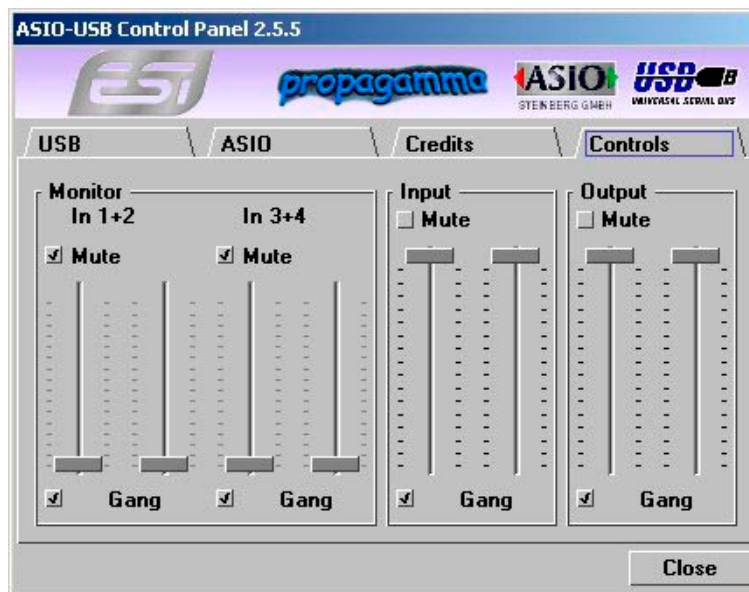 ASIO-USB Control Panel 2.5.5
ESI
propagamma
ASIO
STEINBERG GMBH
USB
UNIVERSAL SERIAL BUS
USB
ASIO
Credits
Controls
Monitor
In 1+2
In 3+4
Mute
Mute
Gang
Gang
Input
Mute
Gang
Output
Mute
Gang
Close